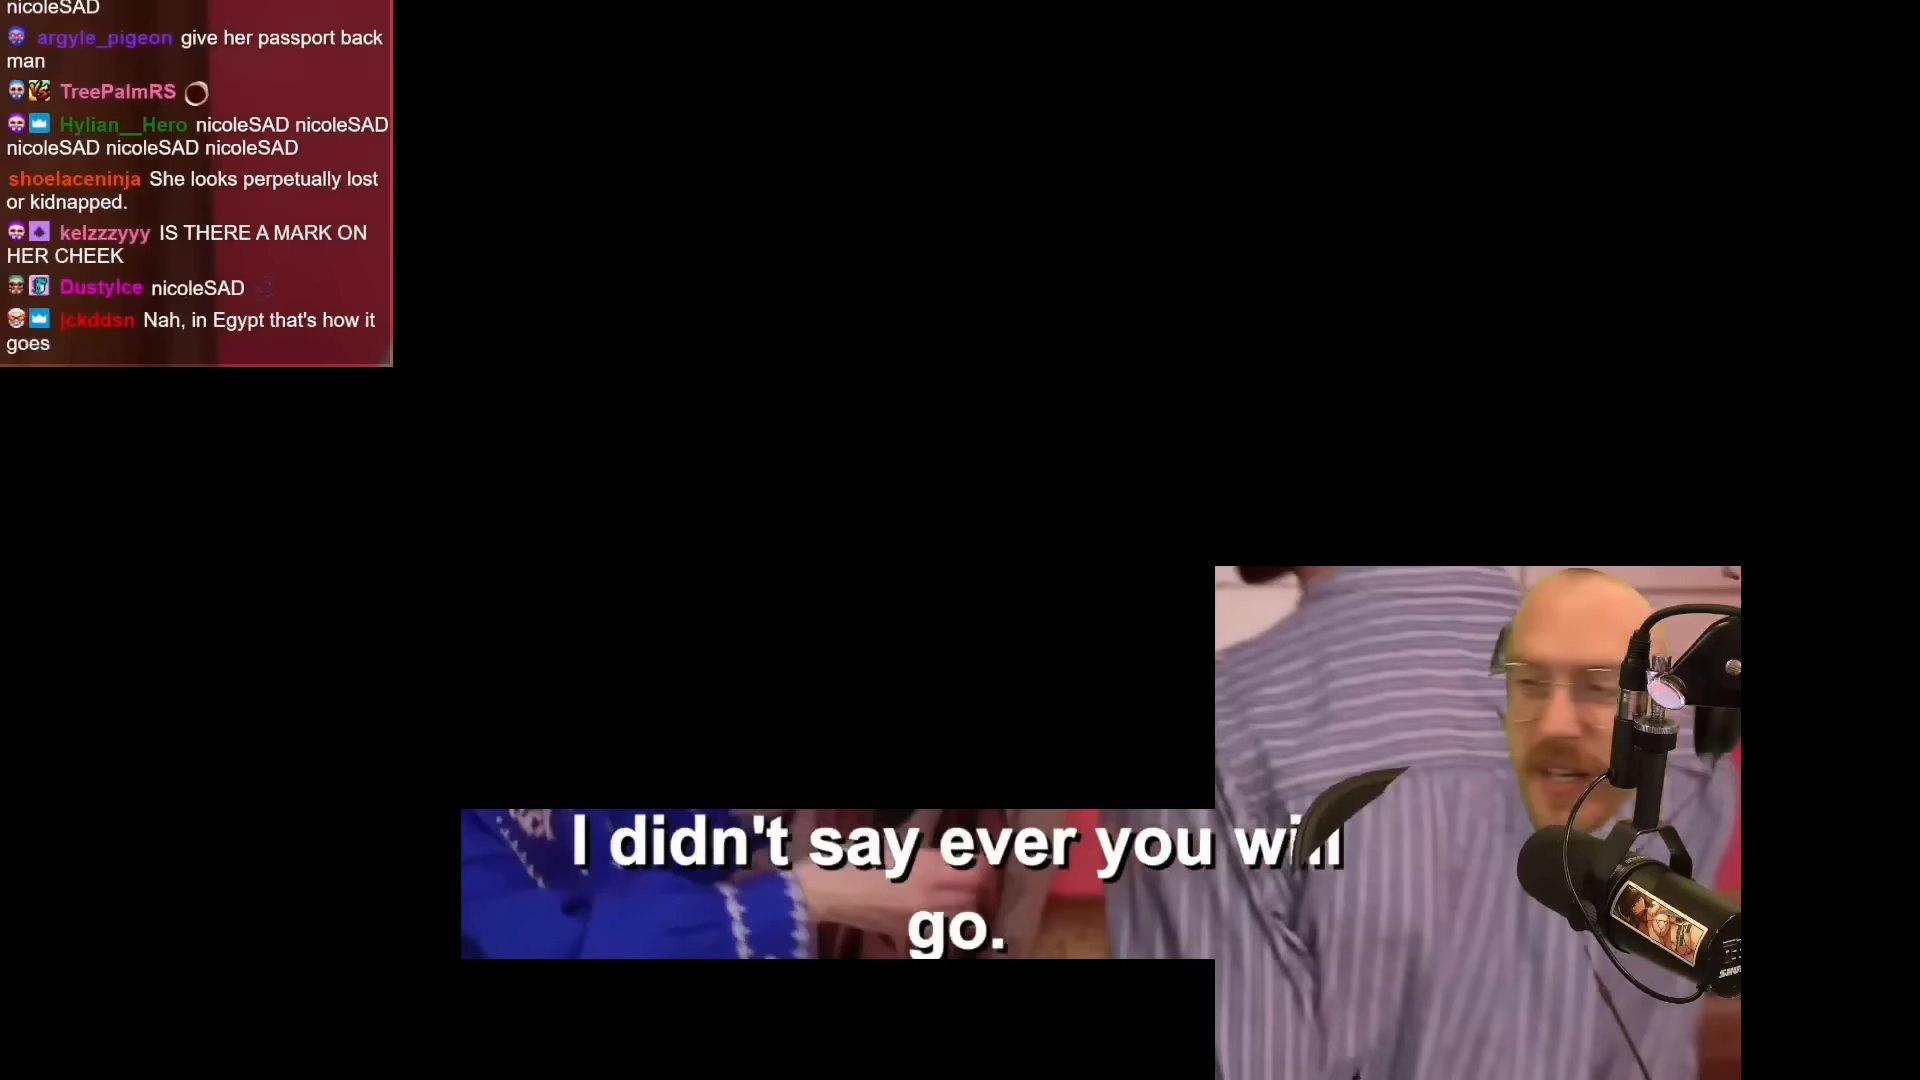 nicoleSAD
argyle_pigeon give her passport back
man
TreePalmRS
Hylian__Hero nicoleSAD nicoleSAD
nicoleSAD nicoleSAD nicoleSAD
shoelaceninja She looks perpetually lost
or kidnapped.
kelzzzyyy IS THERE A MARK ON
HER CHEEK
DustyIce nicoleSAD
jckddsn Nah, in Egypt that's how it
goes
I didn't say ever you will
go.